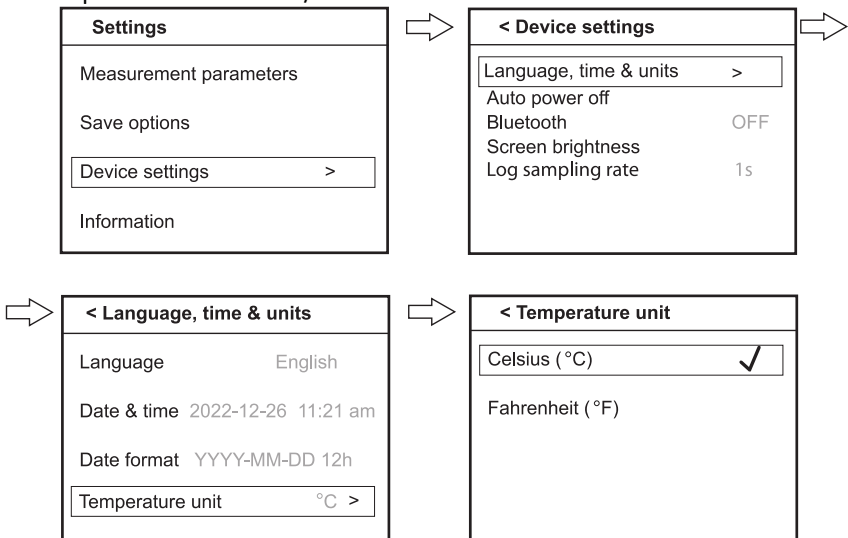 Settings
Measurement parameters
Save options
Device settings >
Information
< Device settings
Language, time & units >
Auto power off
Bluetooth OFF
Screen brightness
Log sampling rate 1s
< Language, time & units
Language English
Date & time 2022-12-26 11:21 am
Date format YYYY-MM-DD 12h
Temperature unit °C >
< Temperature unit
Celsius (°C) ✓
Fahrenheit (°F)